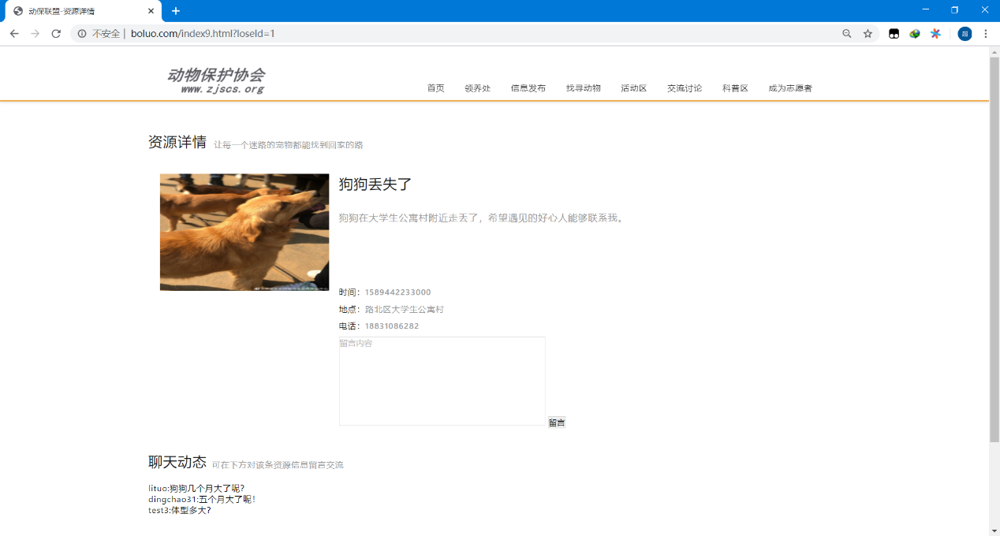 动保联盟-资源详情
不安全 | boluo.com/index9.html?loseId=1
超
动物保护协会
www.zjscs.org
首页 领养处 信息发布 找寻动物 活动区 交流讨论 科普区 成为志愿者
资源详情 让每一个迷路的宠物都能找到回家的路
狗狗丢失了
狗狗在大学生公寓村附近走丢了，希望遇见的好心人能够联系我。
时间：1589442233000
地点：路北区大学生公寓村
电话：18831086282
留言内容
留言
聊天动态 可在下方对该条资源信息留言交流
lituo:狗狗几个月大了呢?
dingchao31:五个月大了呢!
test3:体型多大?